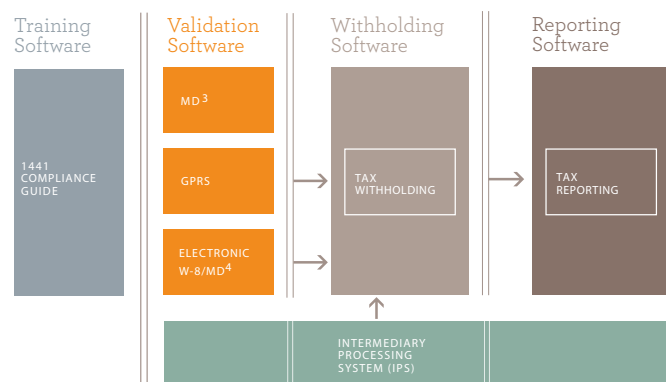 Training
Software
Validation
Software
Withholding
Software
Reporting
Software
1441
COMPLIANCE
GUIDE
MD3
GPRS
ELECTRONIC
W-8/MD4
TAX
WITHHOLDING
TAX
REPORTING
INTERMEDIARY
PROCESSING
SYSTEM (IPS)